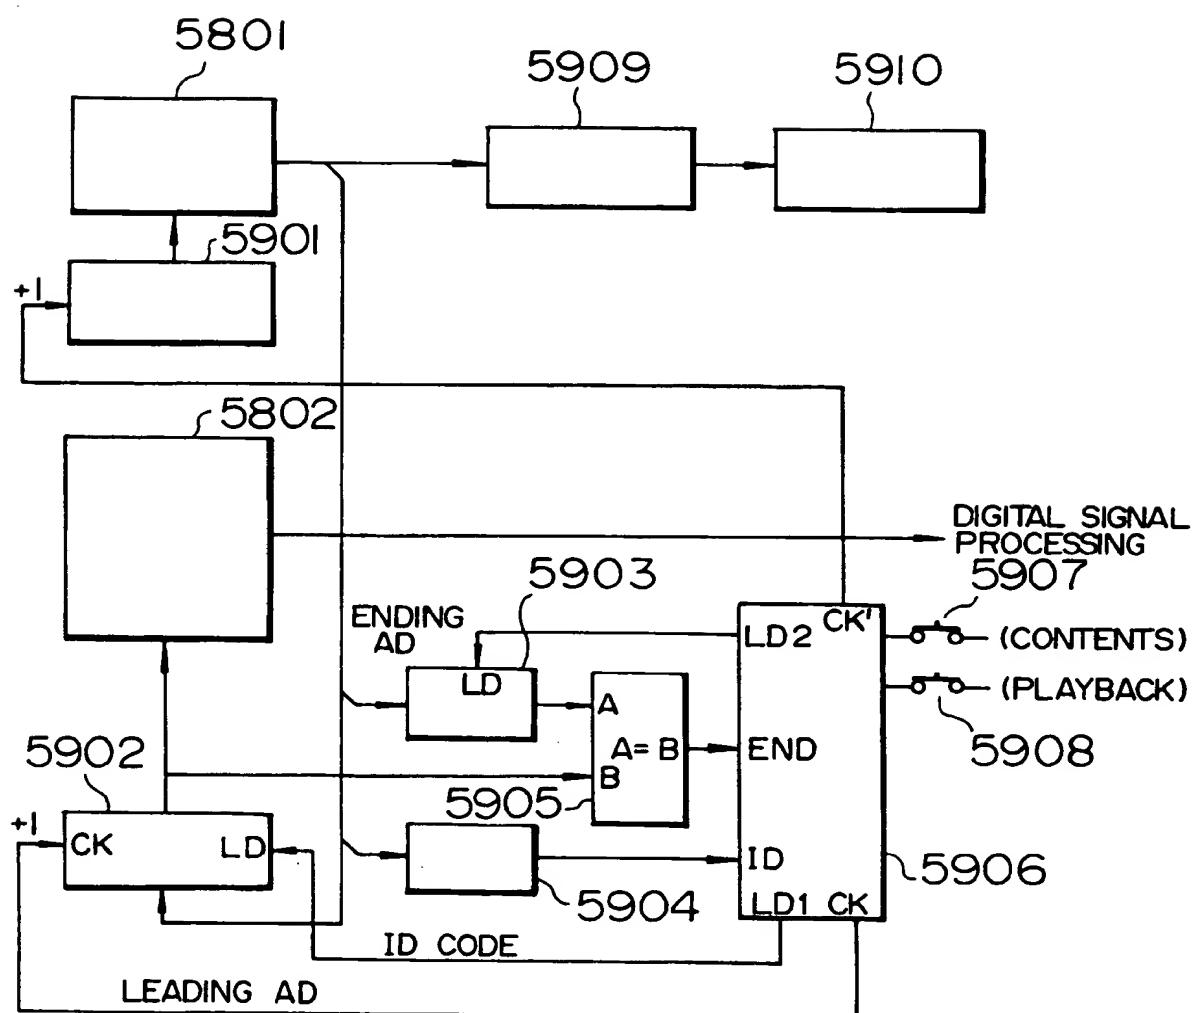 5801
5909
5910
5901
+1
5802
DIGITAL SIGNAL
PROCESSING
5903
5907
ENDING
AD
CK'
LD2
(CONTENTS)
LD
A
(PLAYBACK)
5902
A=B
END
5908
B
5905
+1
CK
LD
ID
5906
5904
LD1
CK
ID CODE
LEADING AD